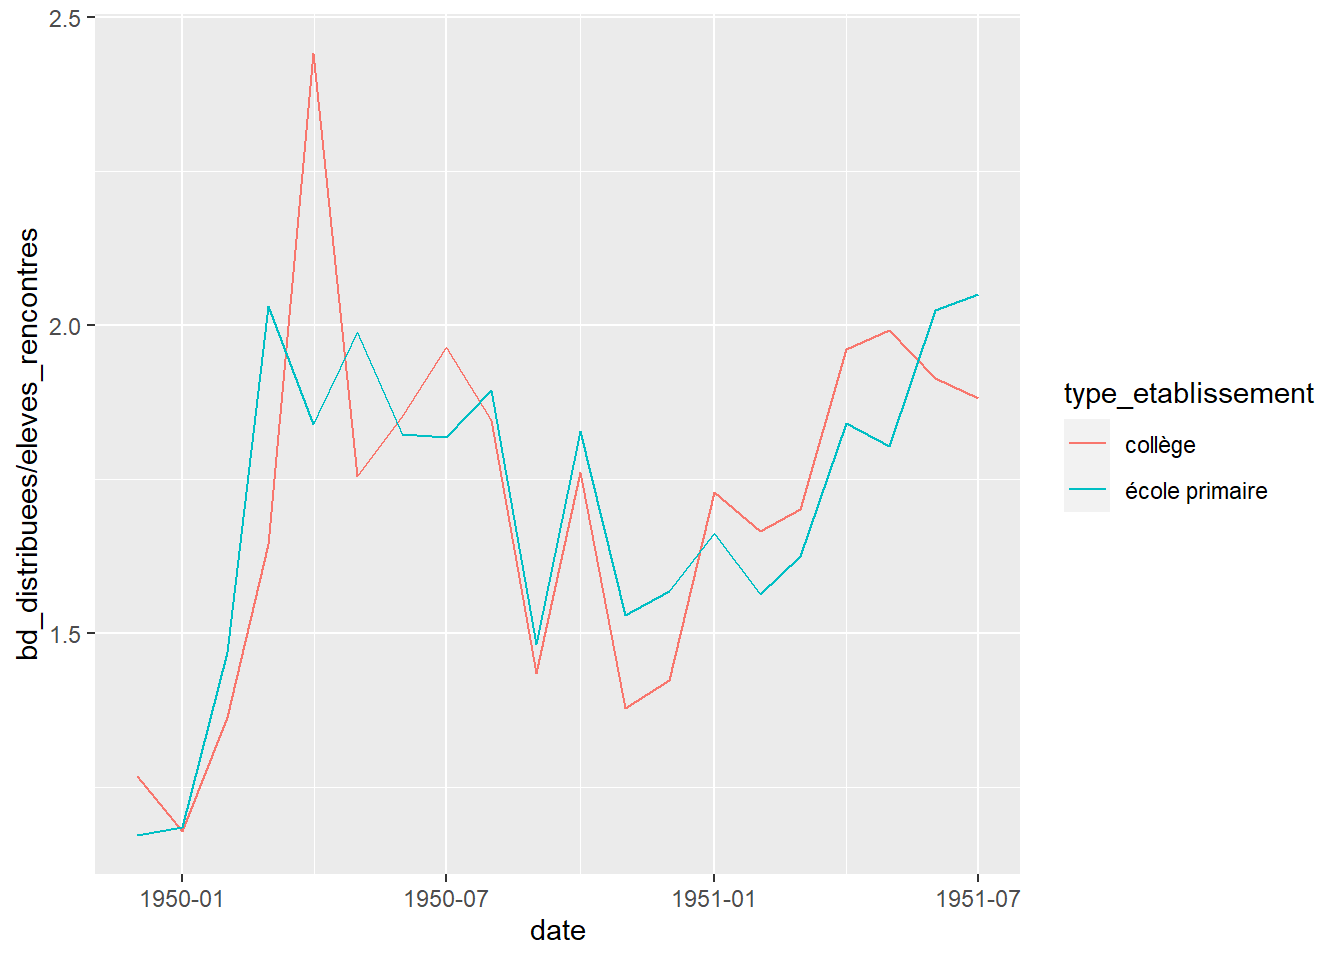 2.5
2.0
1.5
bd_distribuees/eleves_rencontres
1950-01
1950-07
1951-01
1951-07
date
type_etablissement
collège
école primaire